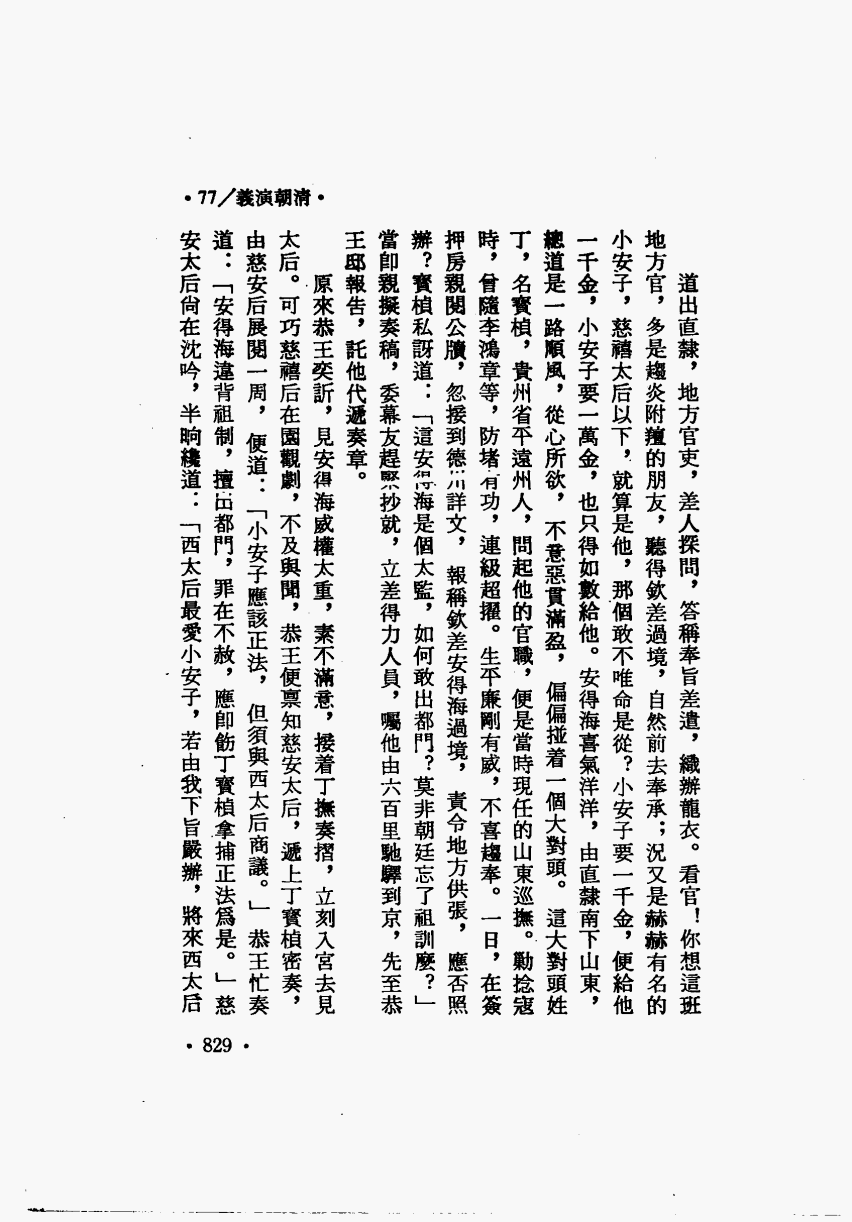 •77／義演朝清•
道出直隸，地方官吏，差人探問，答稱奉旨差遣，織辦龍衣。看官！你想這班
地方官，多是趨炎附羶的朋友，聽得欽差過境，自然前去奉承；況又是赫赫有名的
小安子，慈禧太后以下，就算是他，那個敢不唯命是從？小安子要一千金，便給他
一千金，小安子要一萬金，也只得如數給他。安得海喜氣洋洋，由直隸南下山東，
總道是一路順風，從心所欲，不意惡貫滿盈，偏偏碰着一個大對頭。這大對頭姓
丁，名寶楨，貴州省平遠州人，問起他的官職，便是當時現任的山東巡撫。勦捻寇
時，曾隨李鴻章等，防堵有功，連級超擢。生平廉剛有威，不喜趨奉。一日，在簽
押房親閱公牘，忽接到德州詳文，報稱欽差安得海過境，責令地方供張，應否照
辦？寶楨私訝道：「這安得海是個太監，如何敢出都門？莫非朝廷忘了祖訓麼？」
當卽親擬奏稿，委幕友趕緊抄就，立差得力人員，囑他由六百里馳驛到京，先至恭
王邸報告，託他代遞奏章。
原來恭王奕訢，見安得海威權太重，素不滿意，接着丁撫奏摺，立刻入宮去見
太后。可巧慈禧后在園觀劇，不及與聞，恭王便禀知慈安太后，遞上丁寶楨密奏，
由慈安后展閱一周，便道：「小安子應該正法，但須與西太后商議。」恭王忙奏
道：「安得海違背祖制，擅出都門，罪在不赦，應卽飭丁寶楨拿捕正法爲是。」慈
安太后尙在沈吟，半晌纔道：「西太后最愛小安子，若由我下旨嚴辦，將來西太后
•829•